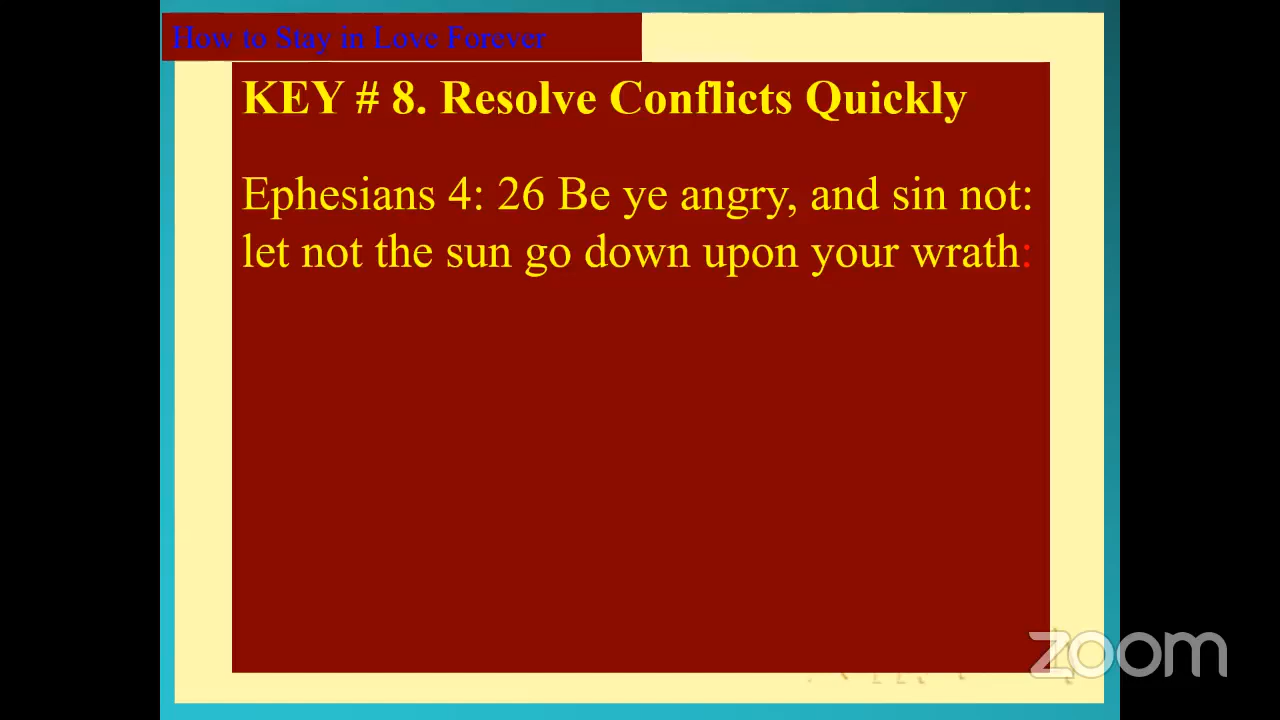 How to Stay in Love Forever
KEY # 8. Resolve Conflicts Quickly
Ephesians 4: 26 Be ye angry, and sin not:
let not the sun go down upon your wrath:
zoom